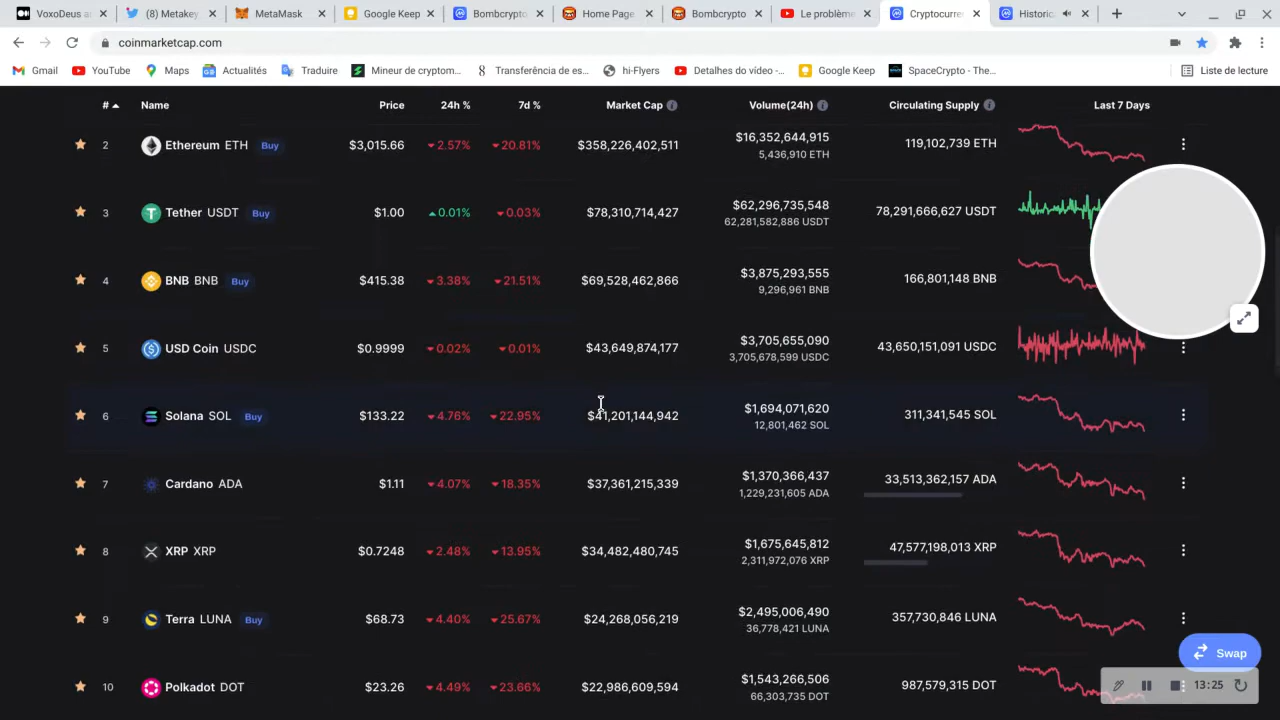 VoxoDeus a
(7) Metakey
MetaMask
Google Keep
Bombcrypto
Home Page
Bombcrypto
Le problème
Cryptocurre
Historic
coinmarketcap.com
Gmail
YouTube
Maps
Actualités
Traduire
Mineur de cryptom...
Transferência de es...
hi-Flyers
Detalhes do vídeo -...
Google Keep
SpaceCrypto - The...
Liste de lecture
# Name Price 24h % 7d % Market Cap Volume(24h) Circulating Supply Last 7 Days
2 Ethereum ETH Buy $3,015.66 2.57% 20.81% $358,226,402,511 $16,352,644,915 119,102,739 ETH
5,436,910 ETH
3 Tether USDT Buy $1.00 0.01% 0.03% $78,310,714,427 $62,296,735,548 78,291,666,627 USDT
62,281,582,886 USDT
4 BNB BNB Buy $415.38 3.38% 21.51% $69,528,462,866 $3,875,293,555 166,801,148 BNB
9,296,961 BNB
5 USD Coin USDC $0.9999 0.02% 0.01% $43,649,874,177 $3,705,655,090 43,650,151,091 USDC
3,705,678,599 USDC
6 Solana SOL Buy $133.22 4.76% 22.95% $41,201,144,942 $1,694,071,620 311,341,545 SOL
12,801,462 SOL
7 Cardano ADA $1.11 4.07% 18.35% $37,361,215,339 $1,370,366,437 33,513,362,157 ADA
1,229,231,605 ADA
8 XRP XRP $0.7248 2.48% 13.95% $34,482,480,745 $1,675,645,812 47,577,198,013 XRP
2,311,972,076 XRP
9 Terra LUNA Buy $68.73 4.40% 25.67% $24,268,056,219 $2,495,006,490 357,730,846 LUNA
36,778,421 LUNA
Swap
10 Polkadot DOT $23.26 4.49% 23.66% $22,986,609,594 $1,543,266,506 987,579,315 DOT
66,303,735 DOT
13:25